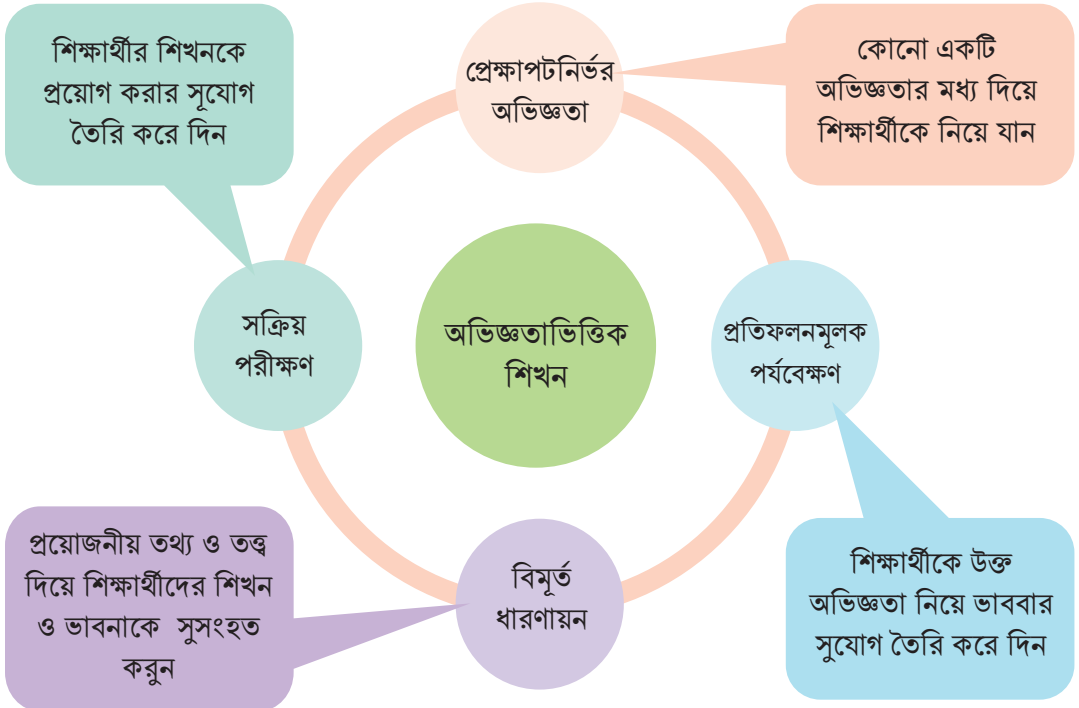 শিক্ষার্থীর শিখনকে
প্রয়োগ করার সূযোগ
তৈরি করে দিন
প্রেক্ষাপটনির্ভর
অভিজ্ঞতা
কোনো একটি
অভিজ্ঞতার মধ্য দিয়ে
শিক্ষার্থীকে নিয়ে যান
সক্রিয়
পরীক্ষণ
অভিজ্ঞতাভিত্তিক
শিখন
প্রতিফলনমূলক
পর্যবেক্ষণ
প্রয়োজনীয় তথ্য ও তত্ত্ব
দিয়ে শিক্ষার্থীদের শিখন
ও ভাবনাকে সুসংহত
করুন
বিমূর্ত
ধারণায়ন
শিক্ষার্থীকে উক্ত
অভিজ্ঞতা নিয়ে ভাববার
সুযোগ তৈরি করে দিন